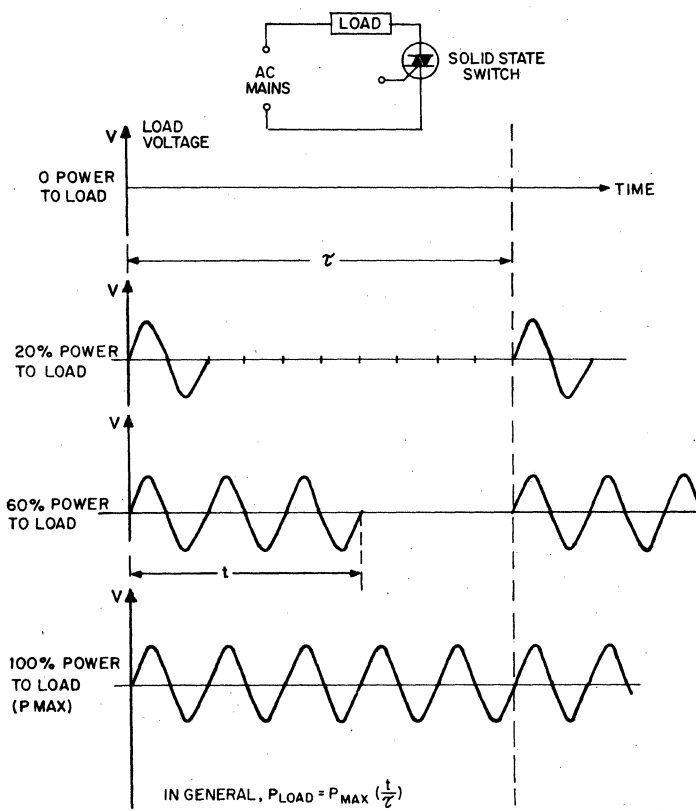 LOAD
AC
MAINS
SOLID STATE
SWITCH
V
LOAD
VOLTAGE
0 POWER
TO LOAD
TIME
τ
V
20% POWER
TO LOAD
V
60% POWER
TO LOAD
t
V
100% POWER
TO LOAD
(P MAX)
IN GENERAL, PLOAD = PMAX (t/τ)